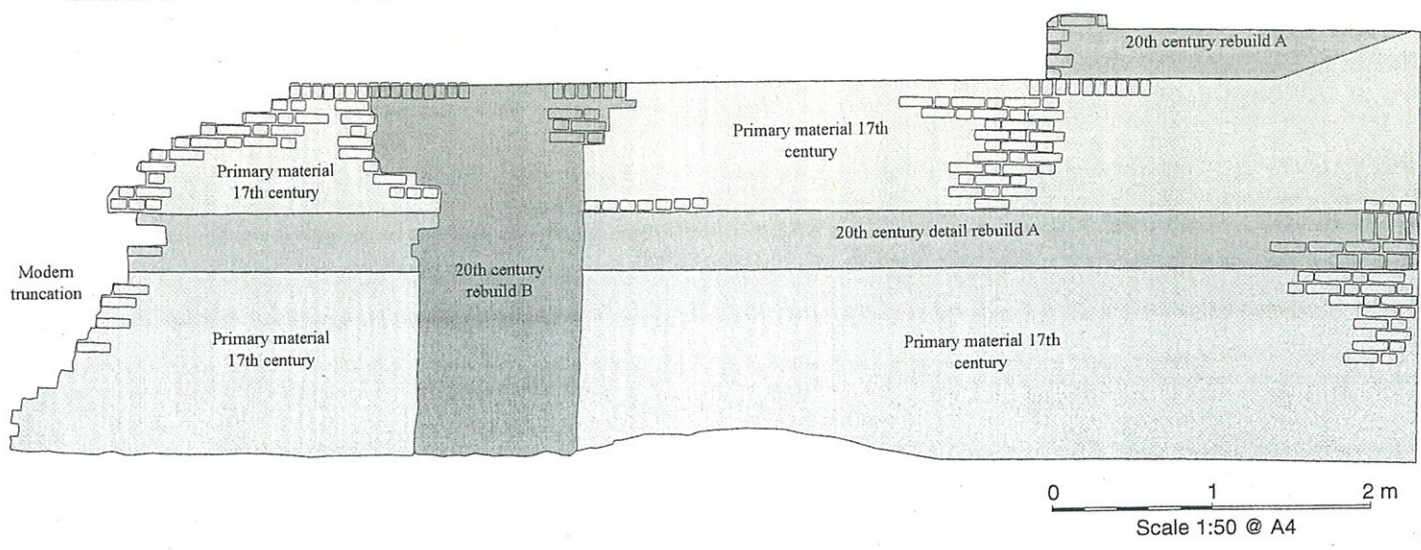 20th century rebuild A
Primary material 17th
century
Primary material
17th century
20th century detail rebuild A
Modern
truncation
20th century
rebuild B
Primary material
17th century
Primary material 17th
century
0 1 2 m
Scale 1:50 @ A4